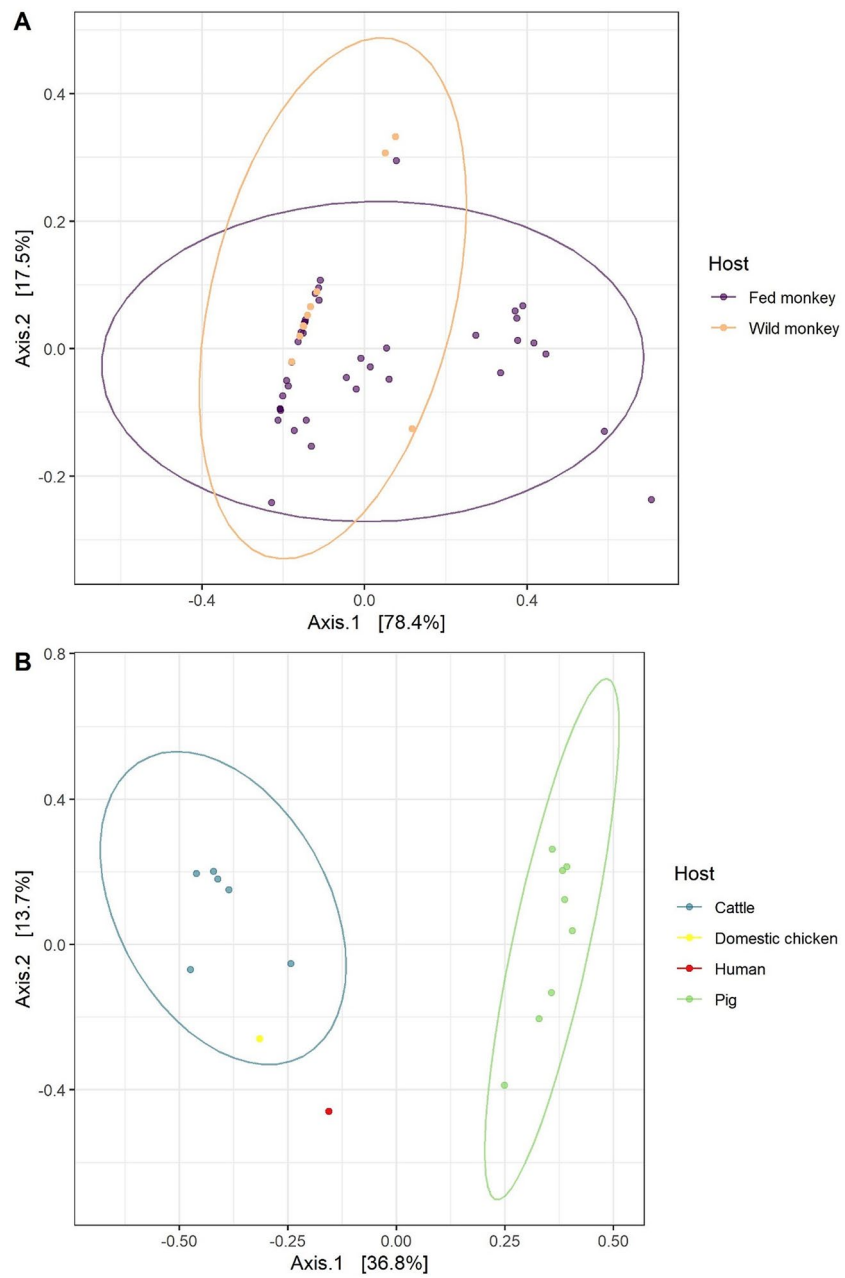 A
0.4
0.2
0.0
-0.2
Axis.2 [17.5%]
-0.4 0.0 0.4
Axis.1 [78.4%]
Host
Fed monkey
Wild monkey
B
0.8
0.4
0.0
-0.4
Axis.2 [13.7%]
-0.50 -0.25 0.00 0.25 0.50
Axis.1 [36.8%]
Host
Cattle
Domestic chicken
Human
Pig